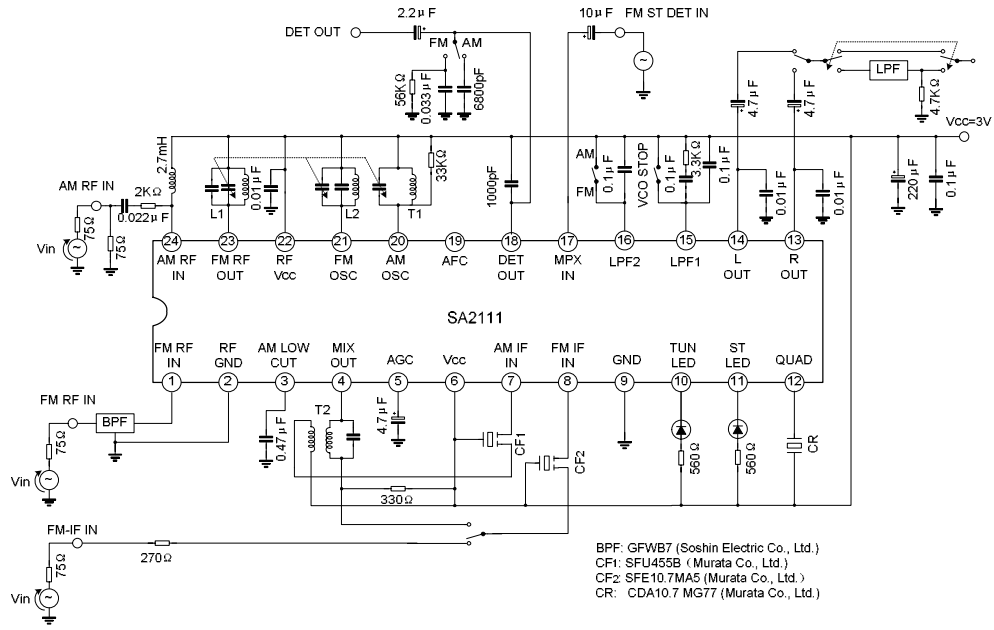 2.2μF
10μF FM ST DET IN
DET OUT
FM AM
56KΩ
0.033μF
6800pF
4.7μF
4.7μF
LPF
4.7KΩ
Vcc=3V
2.7mH
AM RF IN
2KΩ
0.022μF
75Ω
75Ω
Vin
L1
0.01μF
L2
T1
33KΩ
1000pF
AM
FM
0.1μF
VCO STOP
0.1μF
3.3KΩ
0.1μF
0.01μF
0.01μF
220μF
0.1μF
24 23 22 21 20 19 18 17 16 15 14 13
AM RF IN
FM RF OUT
RF Vcc
FM OSC
AM OSC
AFC
DET OUT
MPX IN
LPF2
LPF1
L OUT
R OUT
SA2111
FM RF IN
RF GND
AM LOW CUT
MIX OUT
AGC
Vcc
AM IF IN
FM IF IN
GND
TUN LED
ST LED
QUAD
1 2 3 4 5 6 7 8 9 10 11 12
FM RF IN
BPF
75Ω
Vin
0.47μF
T2
4.7μF
CF1
CF2
560Ω
560Ω
CR
330Ω
FM-IF IN
270Ω
75Ω
Vin
BPF: GFWB7 (Soshin Electric Co., Ltd.)
CF1: SFU455B (Murata Co., Ltd.)
CF2: SFE10.7MA5 (Murata Co., Ltd.)
CR: CDA10.7 MG77 (Murata Co., Ltd.)